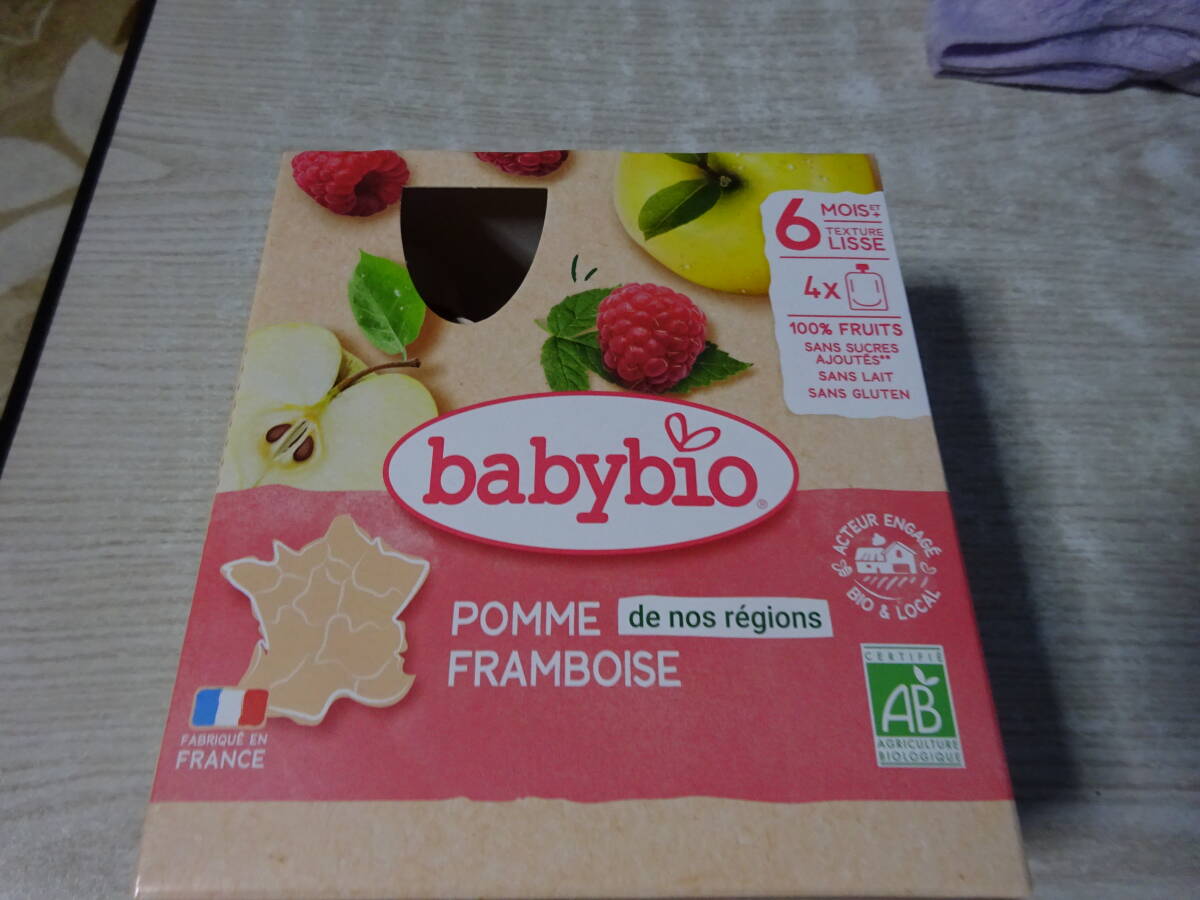 6 MOIS ET +
TEXTURE
LISSE
4x
100% FRUITS
SANS SUCRES
AJOUTÉS**
SANS LAIT
SANS GLUTEN
babybio®
ACTEUR ENGAGÉ
BIO & LOCAL
POMME de nos régions
FRAMBOISE
FABRIQUÉ EN
FRANCE
CERTIFIÉ
AB
AGRICULTURE
BIOLOGIQUE